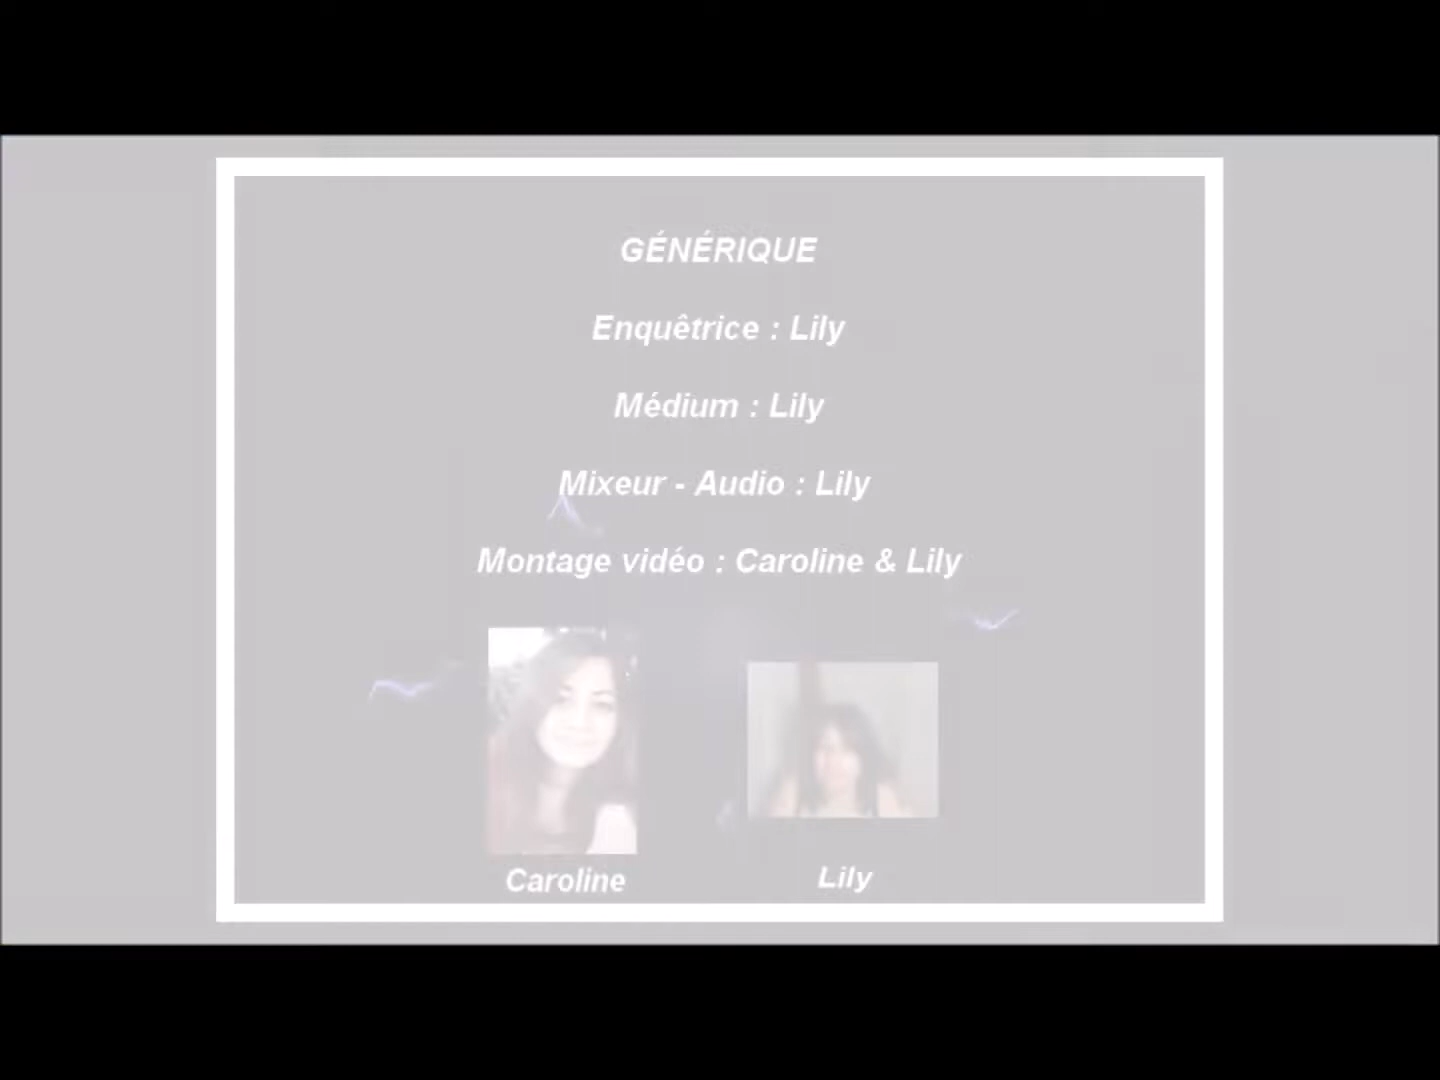 GÉNÉRIQUE
Enquêtrice : Lily
Médium : Lily
Mixeur - Audio : Lily
Montage vidéo : Caroline & Lily
Caroline
Lily